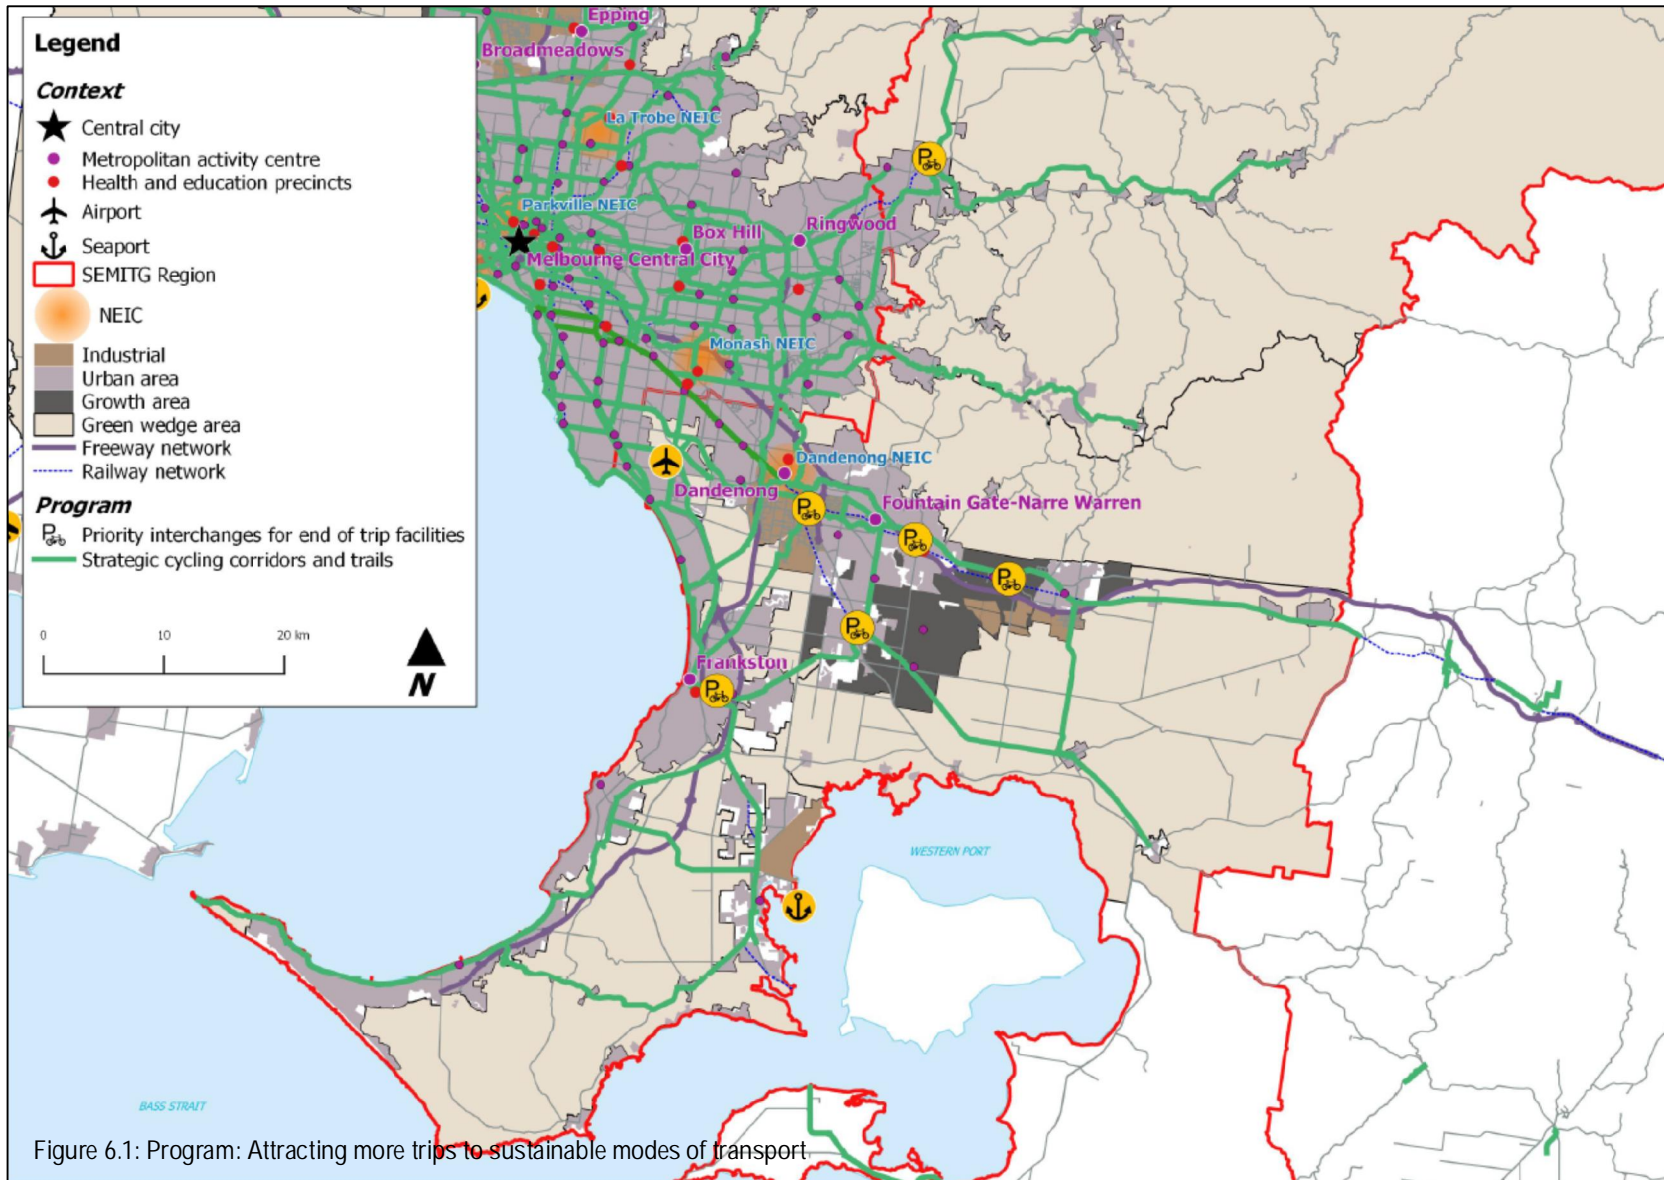 Legend
Context
Central city
Metropolitan activity centre
Health and education precincts
Airport
Seaport
SEMITG Region
NEIC
Industrial
Urban area
Growth area
Green wedge area
Freeway network
Railway network
Program
P Priority interchanges for end of trip facilities
Strategic cycling corridors and trails
0 10 20 km
N
Epping
Broadmeadows
La Trobe NEIC
P
Parkville NEIC
Box Hill
Ringwood
Melbourne Central City
Monash NEIC
Dandenong NEIC
Dandenong
Fountain Gate-Narre Warren
P
P
P
P
Frankston
P
WESTERN PORT
BASS STRAIT
Figure 6.1: Program: Attracting more trips to sustainable modes of transport